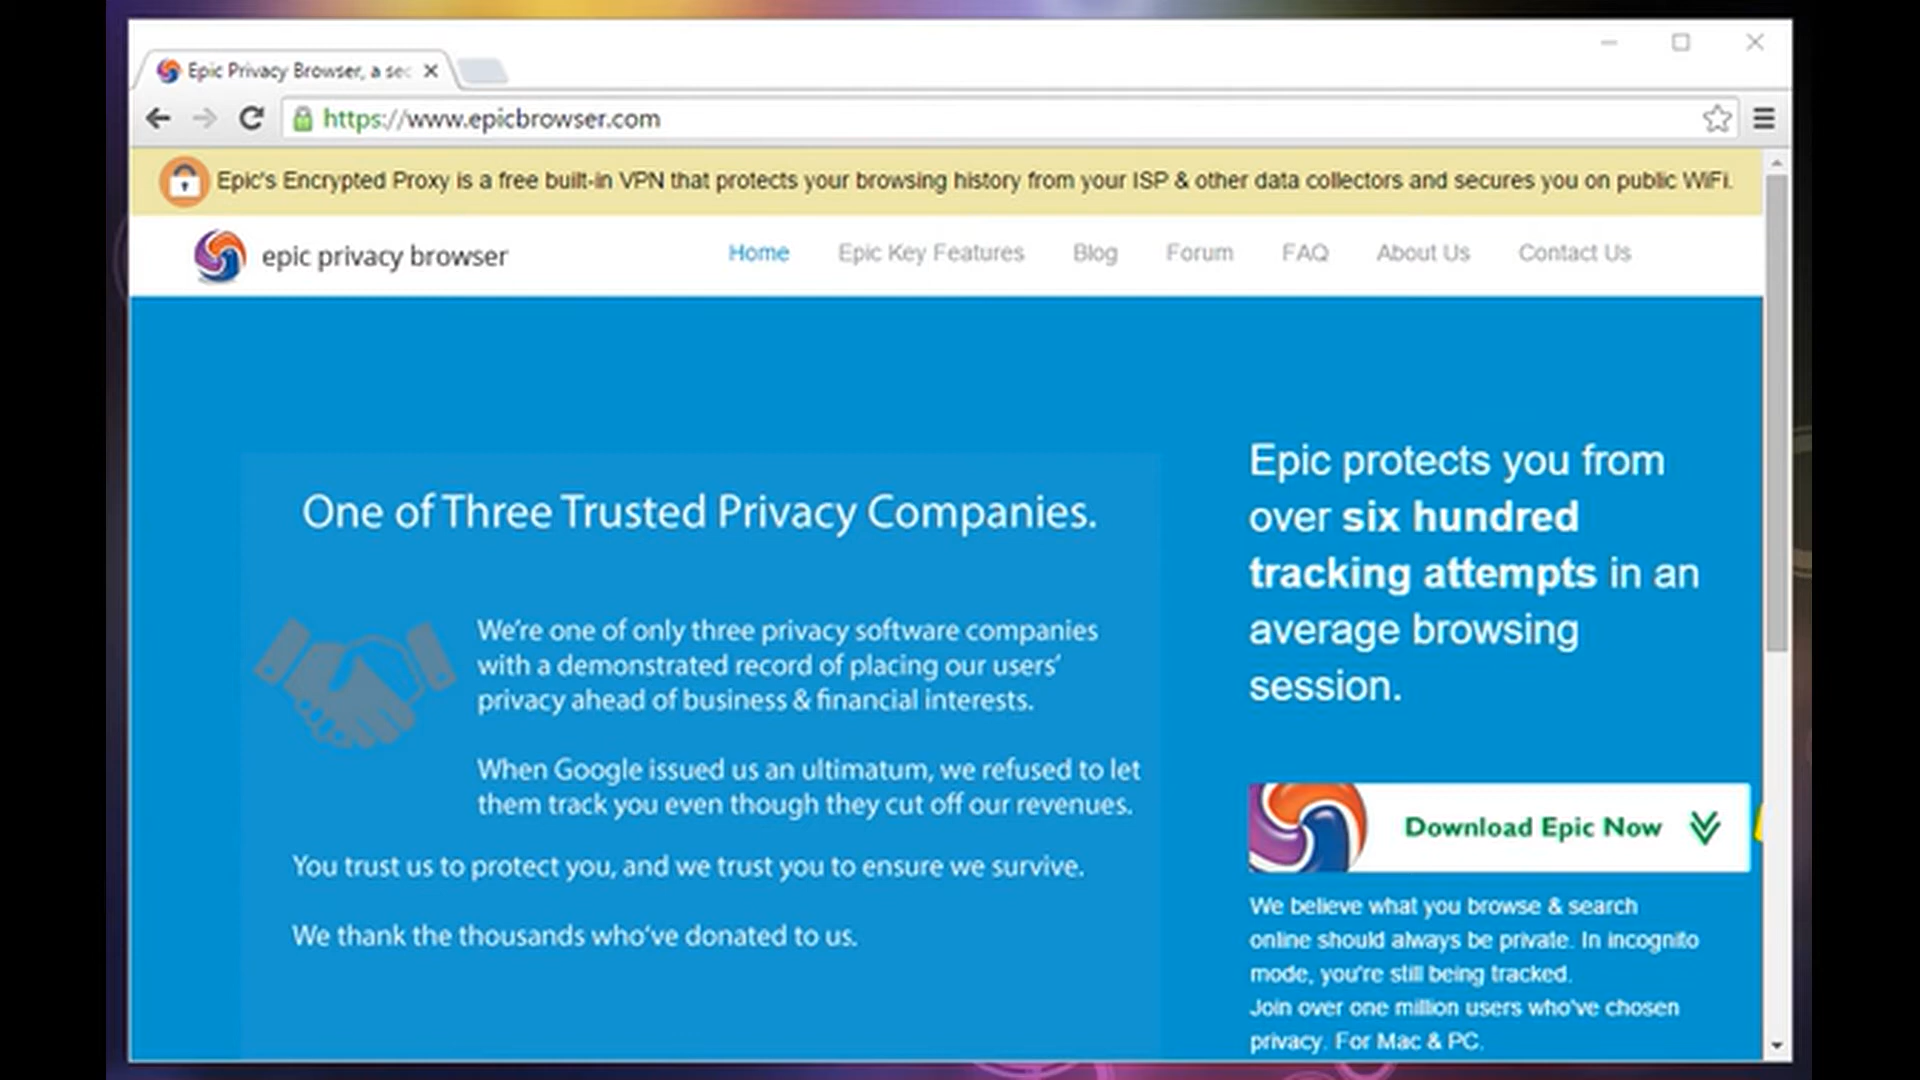 Epic Privacy Browser, a sec
https://www.epicbrowser.com
Epic's Encrypted Proxy is a free built-in VPN that protects your browsing history from your ISP & other data collectors and secures you on public WiFi.
epic privacy browser
Home Epic Key Features Blog Forum FAQ About Us Contact Us
One of Three Trusted Privacy Companies.
We're one of only three privacy software companies
with a demonstrated record of placing our users'
privacy ahead of business & financial interests.
When Google issued us an ultimatum, we refused to let
them track you even though they cut off our revenues.
You trust us to protect you, and we trust you to ensure we survive.
We thank the thousands who've donated to us.
Epic protects you from
over six hundred
tracking attempts in an
average browsing
session.
Download Epic Now
We believe what you browse & search
online should always be private. In incognito
mode, you're still being tracked.
Join over one million users who've chosen
privacy. For Mac & PC.